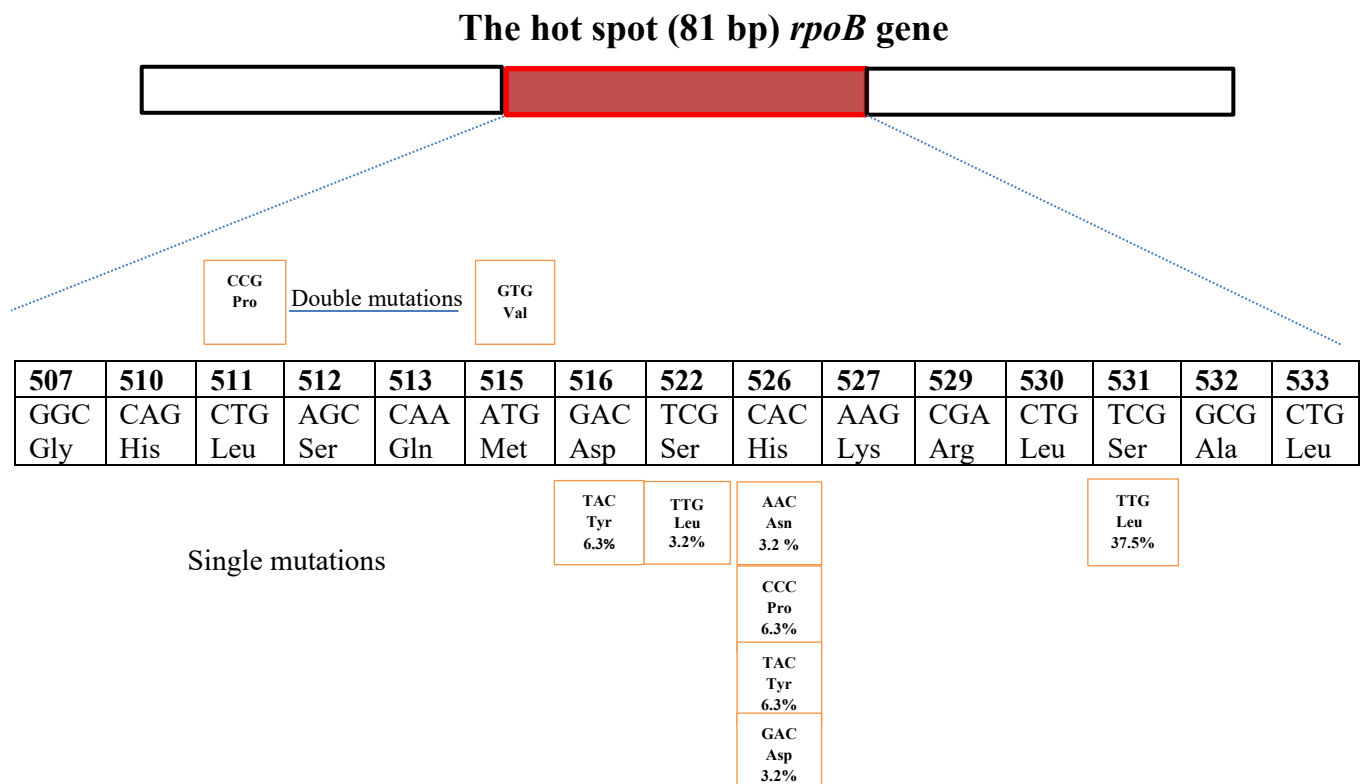 The hot spot (81 bp) rpoB gene
CCG
Pro
Double mutations
GTG
Val
507 510 511 512 513 515 516 522 526 527 529 530 531 532 533
GGC CAG CTG AGC CAA ATG GAC TCG CAC AAG CGA CTG TCG GCG CTG
Gly His Leu Ser Gln Met Asp Ser His Lys Arg Leu Ser Ala Leu
TAC
Tyr
6.3%
TTG
Leu
3.2%
AAC
Asn
3.2 %
TTG
Leu
37.5%
Single mutations
CCC
Pro
6.3%
TAC
Tyr
6.3%
GAC
Asp
3.2%